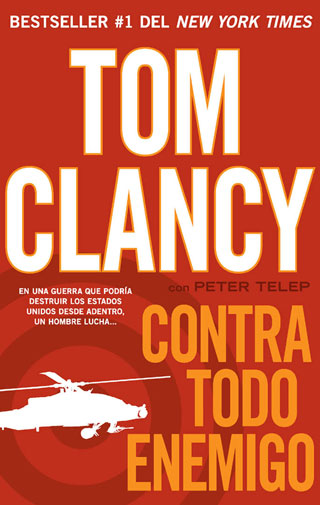 BESTSELLER #1 DEL NEW YORK TIMES
TOM
CLANCY
con PETER TELEP
EN UNA GUERRA QUE PODRÍA
DESTRUIR LOS ESTADOS
UNIDOS DESDE ADENTRO,
UN HOMBRE LUCHA...
CONTRA
TODO
ENEMIGO